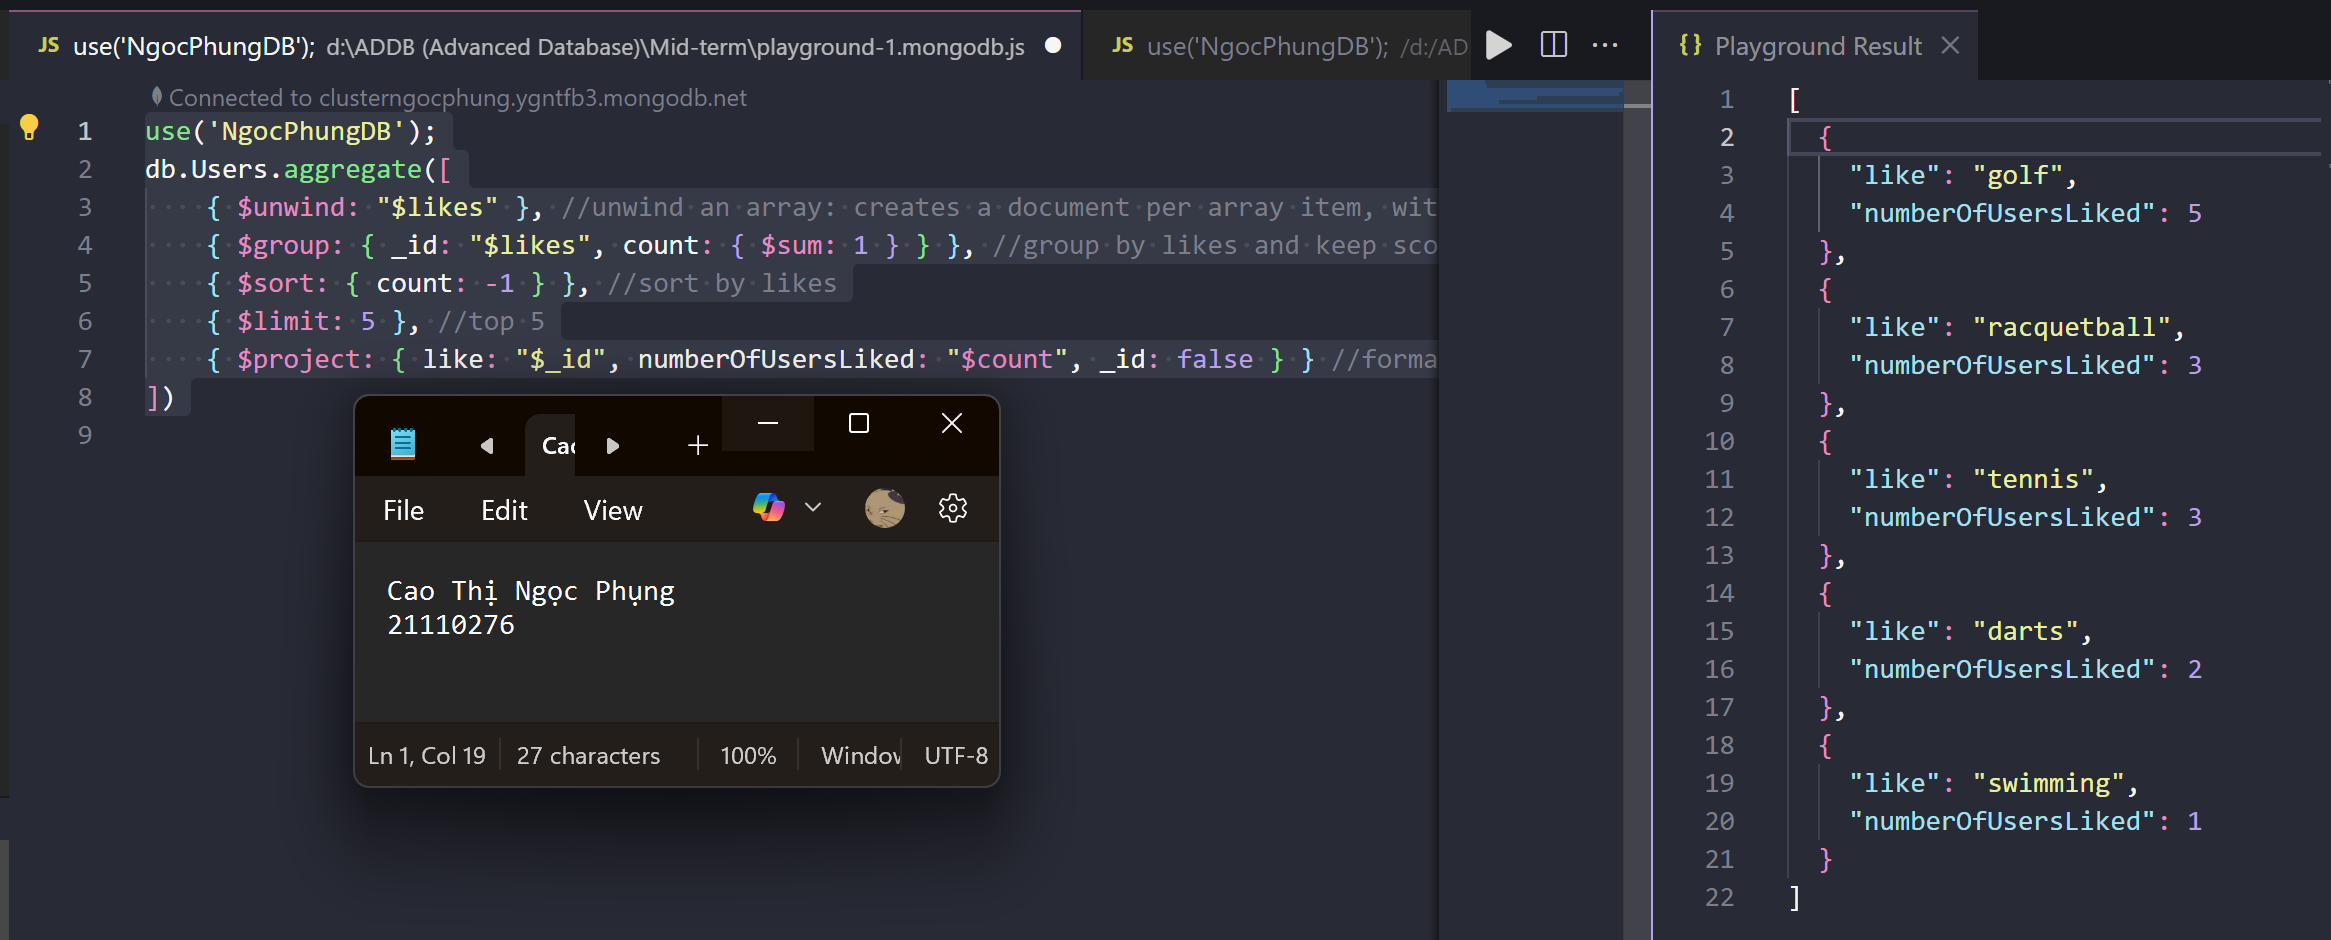 JS use('NgocPhungDB'); d:\ADDB (Advanced Database)\Mid-term\playground-1.mongodb.js
JS use('NgocPhungDB'); /d:/AD
Connected to clusterngocphung.ygntfb3.mongodb.net
1 use('NgocPhungDB');
2 db.Users.aggregate([
3 { $unwind: "$likes" }, //unwind an array: creates a document per array item, wit
4 { $group: { _id: "$likes", count: { $sum: 1 } } }, //group by likes and keep sco
5 { $sort: { count: -1 } }, //sort by likes
6 { $limit: 5 }, //top 5
7 { $project: { like: "$_id", numberOfUsersLiked: "$count", _id: false } } //forma
8 ])
9
Cao
File Edit View
Cao Thị Ngọc Phụng
21110276
Ln 1, Col 19 27 characters 100% Window UTF-8
{} Playground Result
1 [
2 {
3 "like": "golf",
4 "numberOfUsersLiked": 5
5 },
6 {
7 "like": "racquetball",
8 "numberOfUsersLiked": 3
9 },
10 {
11 "like": "tennis",
12 "numberOfUsersLiked": 3
13 },
14 {
15 "like": "darts",
16 "numberOfUsersLiked": 2
17 },
18 {
19 "like": "swimming",
20 "numberOfUsersLiked": 1
21 }
22 ]